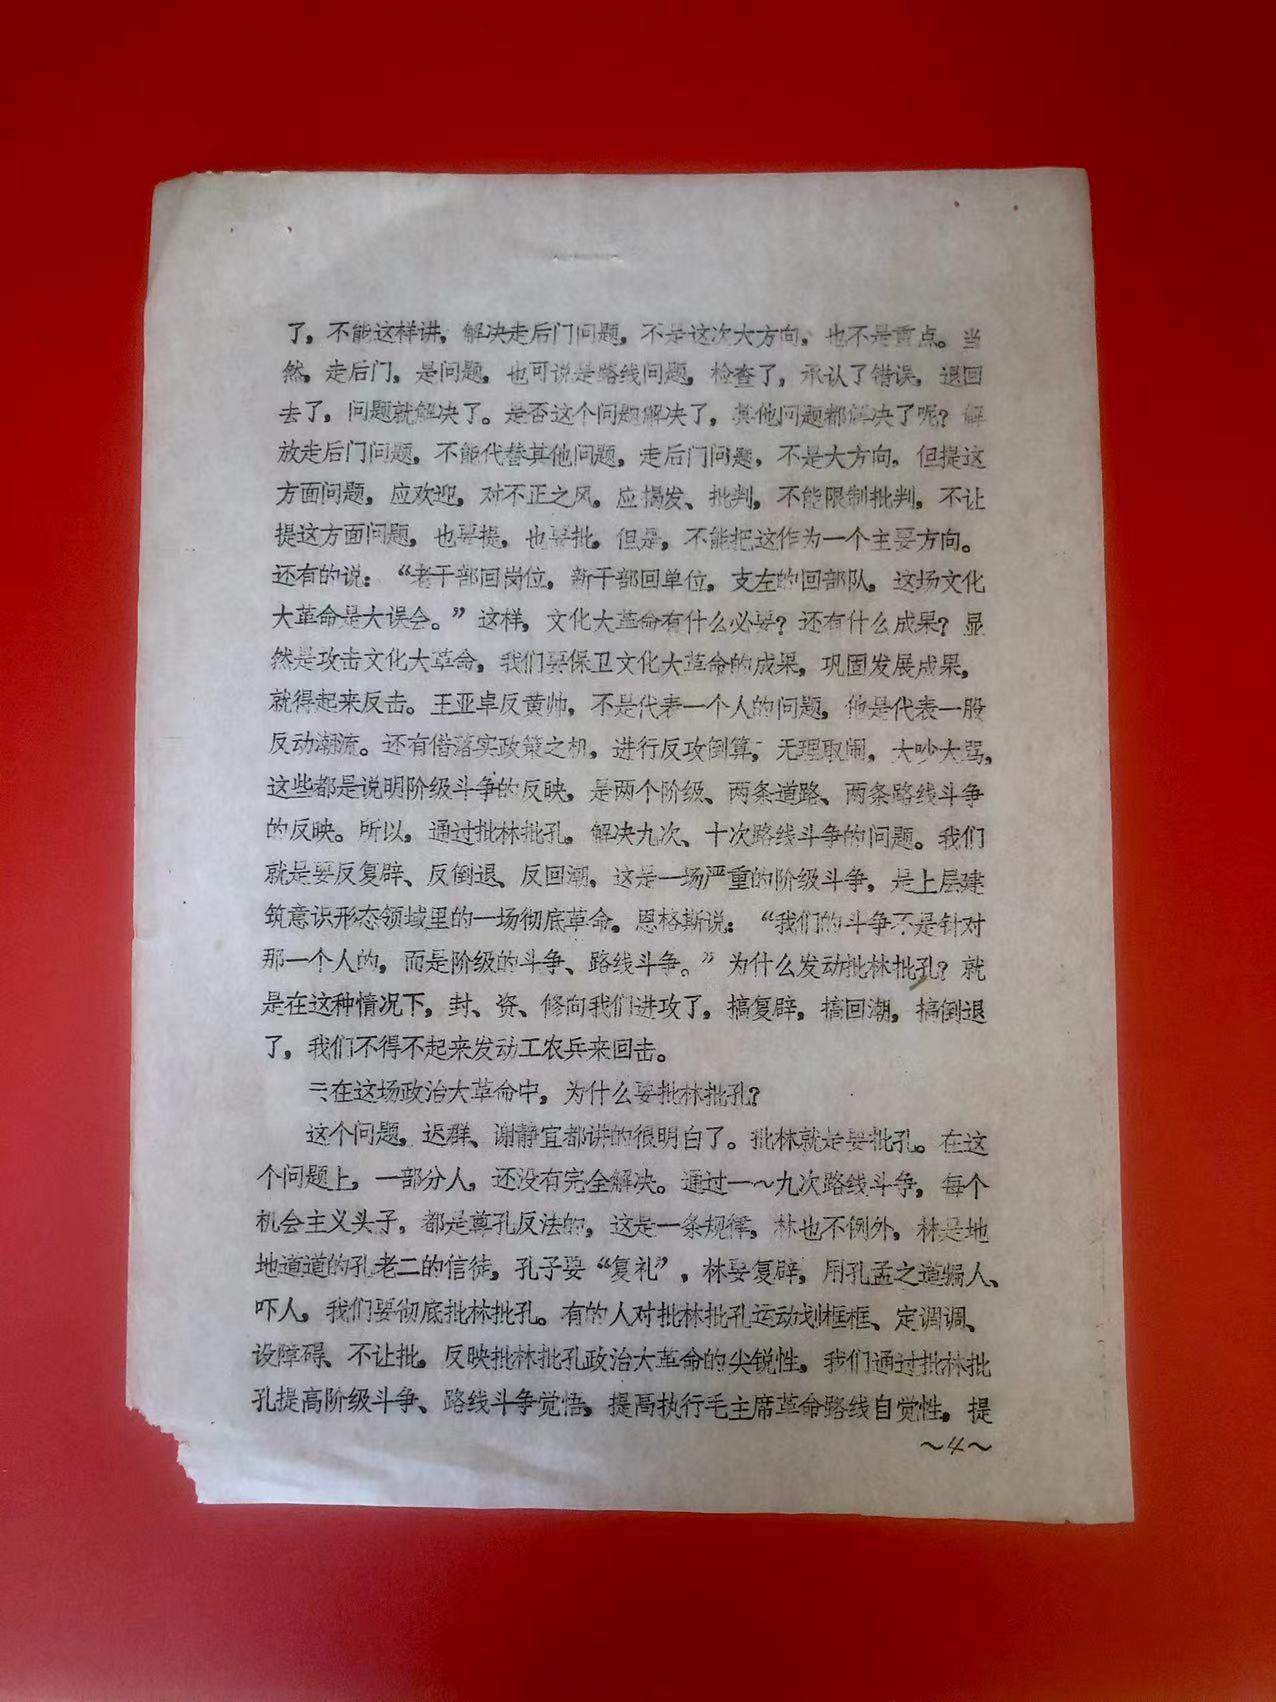 了，不能这样讲，解决走后门问题，不是这次大方向，也不是重点。当
然，走后门，是问题，也可说是路线问题，检查了，承认了错误，退回
去了，问题就解决了。是否这个问题解决了，其他问题都解决了呢？解
放走后门问题，不能代替其他问题，走后门问题，不是大方向，但提这
方面问题，应欢迎，对不正之风，应揭发、批判，不能限制批判，不让
提这方面问题，也要提，也要批，但是，不能把这作为一个主要方向。
还有的说：“老干部回岗位，新干部回单位，支左的回部队，这场文化
大革命是大误会。”这样，文化大革命有什么必要？还有什么成果？显
然是攻击文化大革命，我们要保卫文化大革命的成果，巩固发展成果，
就得起来反击。王亚卓反黄帅，不是代表一个人的问题，他是代表一股
反动潮流。还有借落实政策之机，进行反攻倒算，无理取闹，大吵大骂，
这些都是说明阶级斗争的反映，是两个阶级、两条道路、两条路线斗争
的反映。所以，通过批林批孔，解决九次、十次路线斗争的问题。我们
就是要反复辟、反倒退、反回潮，这是一场严重的阶级斗争，是上层建
筑意识形态领域里的一场彻底革命。恩格斯说：“我们的斗争不是针对
那一个人的，而是阶级的斗争、路线斗争。”为什么发动批林批孔？就
是在这种情况下，封、资、修向我们进攻了，搞复辟，搞回潮，搞倒退
了，我们不得不起来发动工农兵来回击。
二、在这场政治大革命中，为什么要批林批孔？
这个问题，迟群、谢静宜都讲的很明白了。批林就是要批孔。在这
个问题上，一部分人，还没有完全解决。通过一～九次路线斗争，每个
机会主义头子，都是尊孔反法的，这是一条规律，林也不例外，林是地
地道道的孔老二的信徒，孔子要“复礼”，林要复辟，用孔孟之道骗人、
吓人，我们要彻底批林批孔。有的人对批林批孔运动划框框、定调调、
设障碍、不让批，反映批林批孔政治大革命的尖锐性，我们通过批林批
孔提高阶级斗争、路线斗争觉悟，提高执行毛主席革命路线自觉性，提
～4～